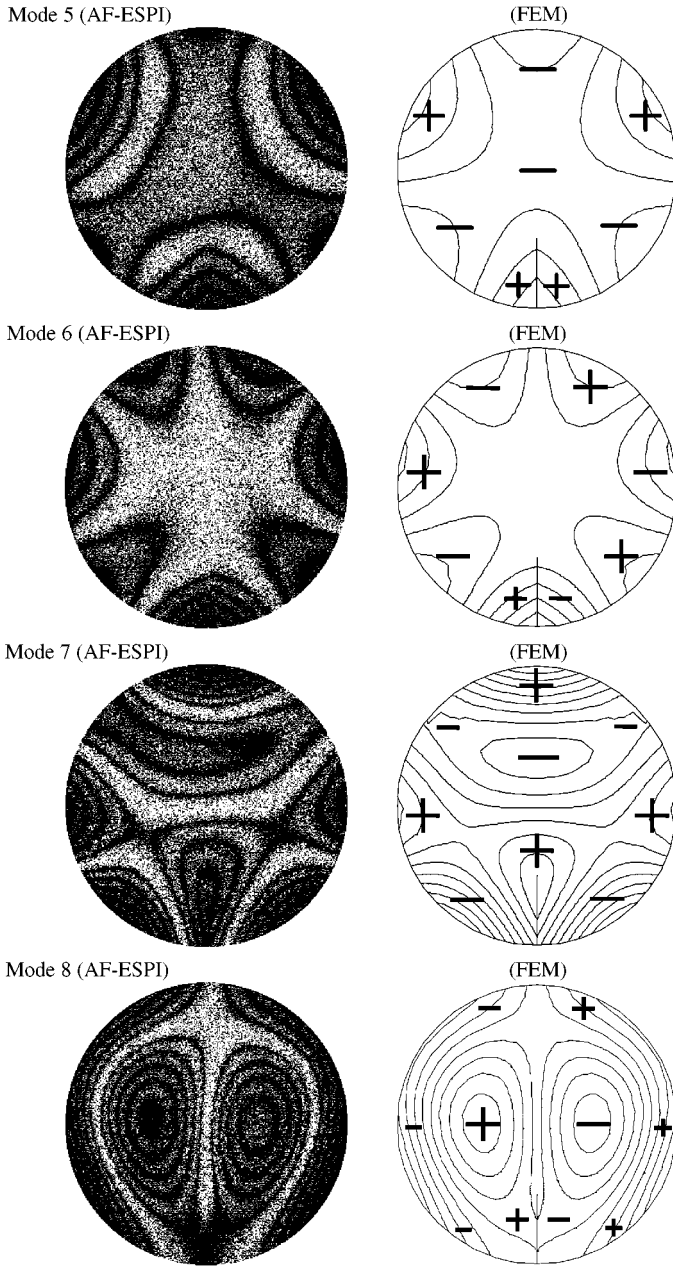 Mode 5 (AF-ESPI) (FEM)
Mode 6 (AF-ESPI) (FEM)
Mode 7 (AF-ESPI) (FEM)
Mode 8 (AF-ESPI) (FEM)